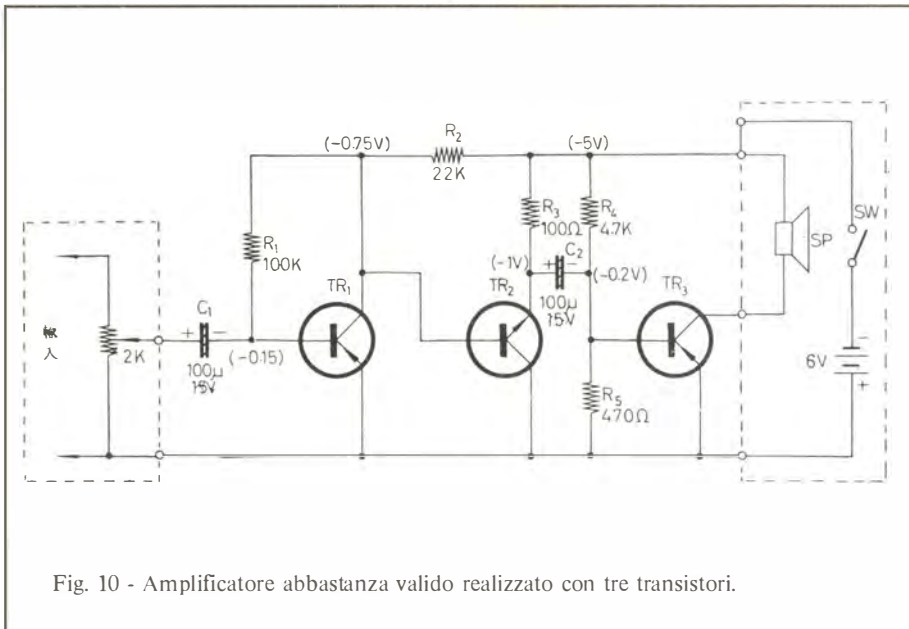 (-0.75V)
R₂
22K
(-5V)
R₁
100K
R₃
100Ω
R₄
4.7K
C₂
+ -
100μ
15V
(-1V)
(-0.2V)
SW
SP
輸
入
2K
C₁
+ -
100μ
15V
(-0.15)
TR₁
TR₂
TR₃
R₅
470Ω
6V
-
+
Fig. 10 - Amplificatore abbastanza valido realizzato con tre transistori.